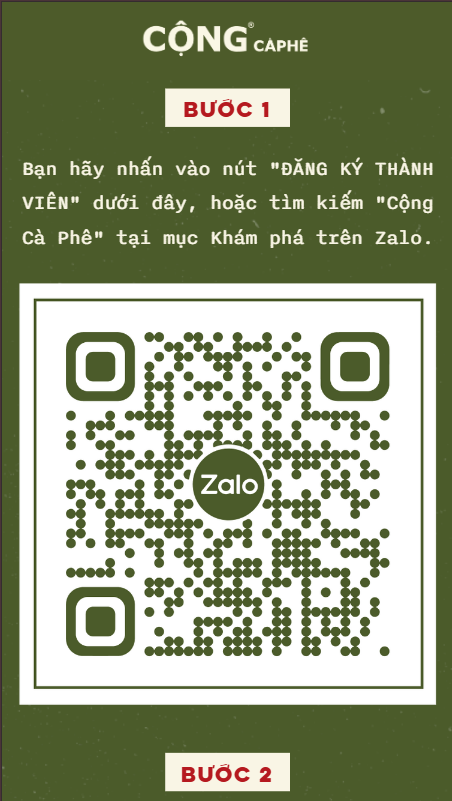 CỘNG® CÀPHÊ
BƯỚC 1
Bạn hãy nhấn vào nút "ĐĂNG KÝ THÀNH
VIÊN" dưới đây, hoặc tìm kiếm "Cộng
Cà Phê" tại mục Khám phá trên Zalo.
Zalo
BƯỚC 2